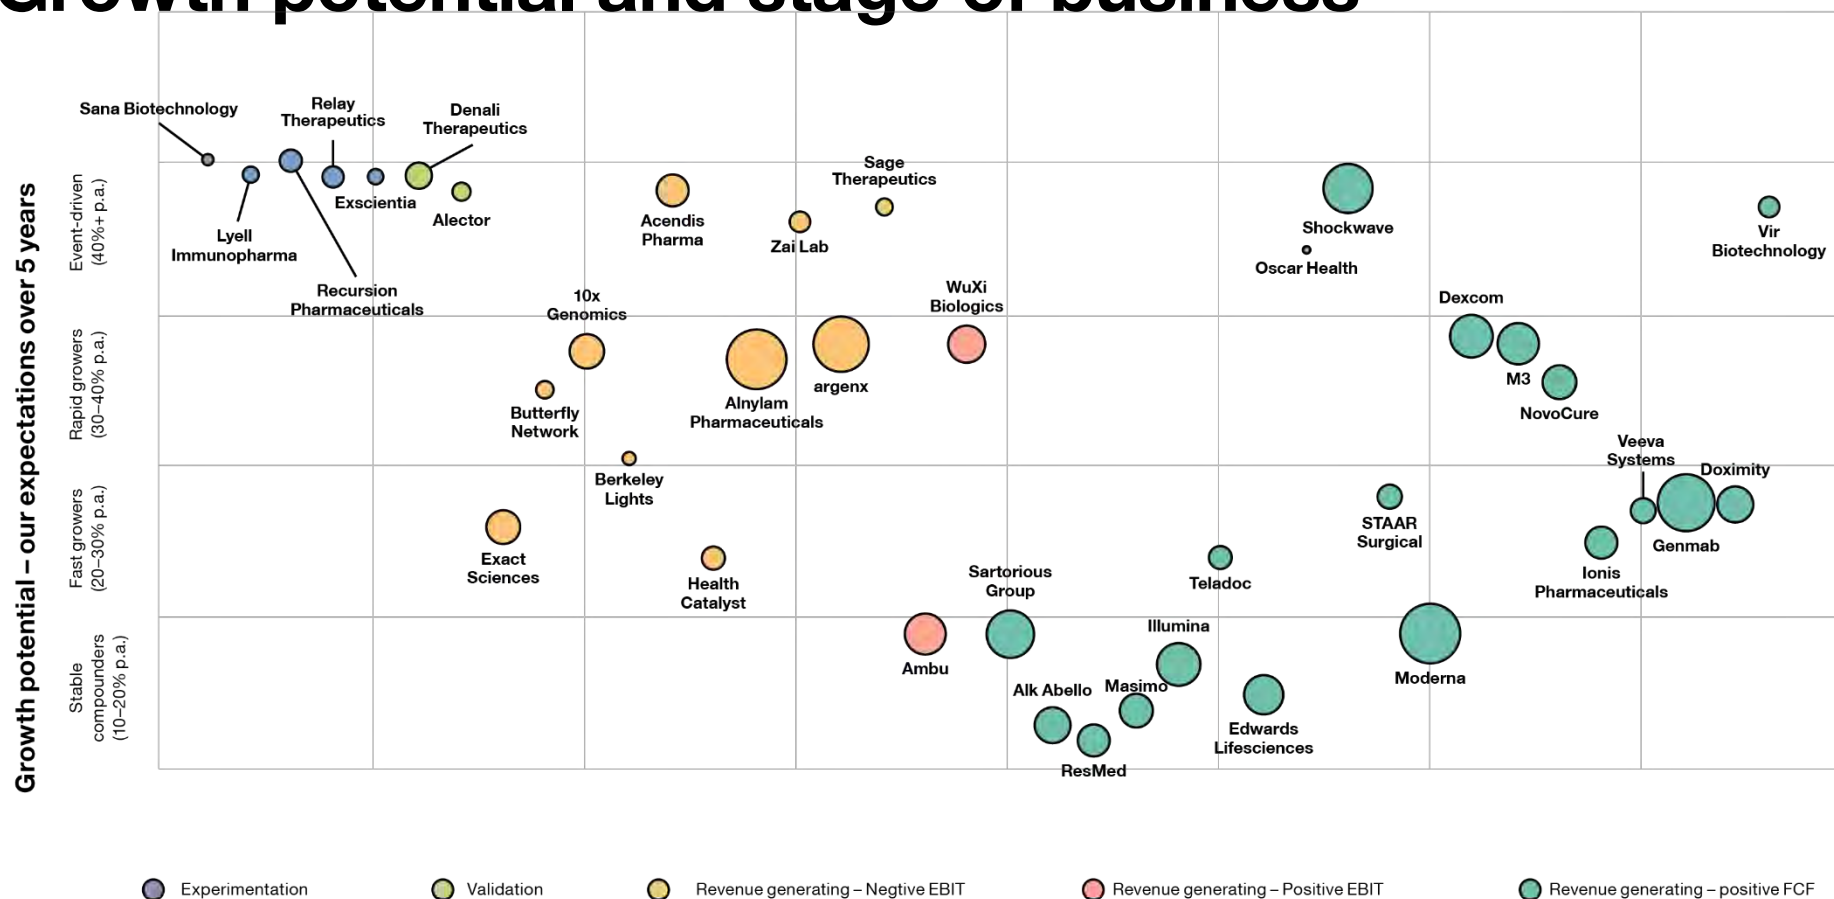 Growth potential and stage of business
Growth potential – our expectations over 5 years
Event-driven
(40%+ p.a.)
Rapid growers
(30–40% p.a.)
Fast growers
(20–30% p.a.)
Stable
compounders
(10–20% p.a.)
Sana Biotechnology
Relay
Therapeutics
Denali
Therapeutics
Exscientia
Alector
Lyell
Immunopharma
Recursion
Pharmaceuticals
Acendis
Pharma
Sage
Therapeutics
Zai Lab
Shockwave
Oscar Health
Vir
Biotechnology
10x
Genomics
Butterfly
Network
Berkeley
Lights
Alnylam
Pharmaceuticals
argenx
WuXi
Biologics
Dexcom
M3
NovoCure
Veeva
Systems
Doximity
Genmab
Ionis
Pharmaceuticals
STAAR
Surgical
Teladoc
Exact
Sciences
Health
Catalyst
Sartorious
Group
Ambu
Illumina
Alk Abello
Masimo
ResMed
Edwards
Lifesciences
Moderna
Experimentation
Validation
Revenue generating – Negtive EBIT
Revenue generating – Positive EBIT
Revenue generating – positive FCF